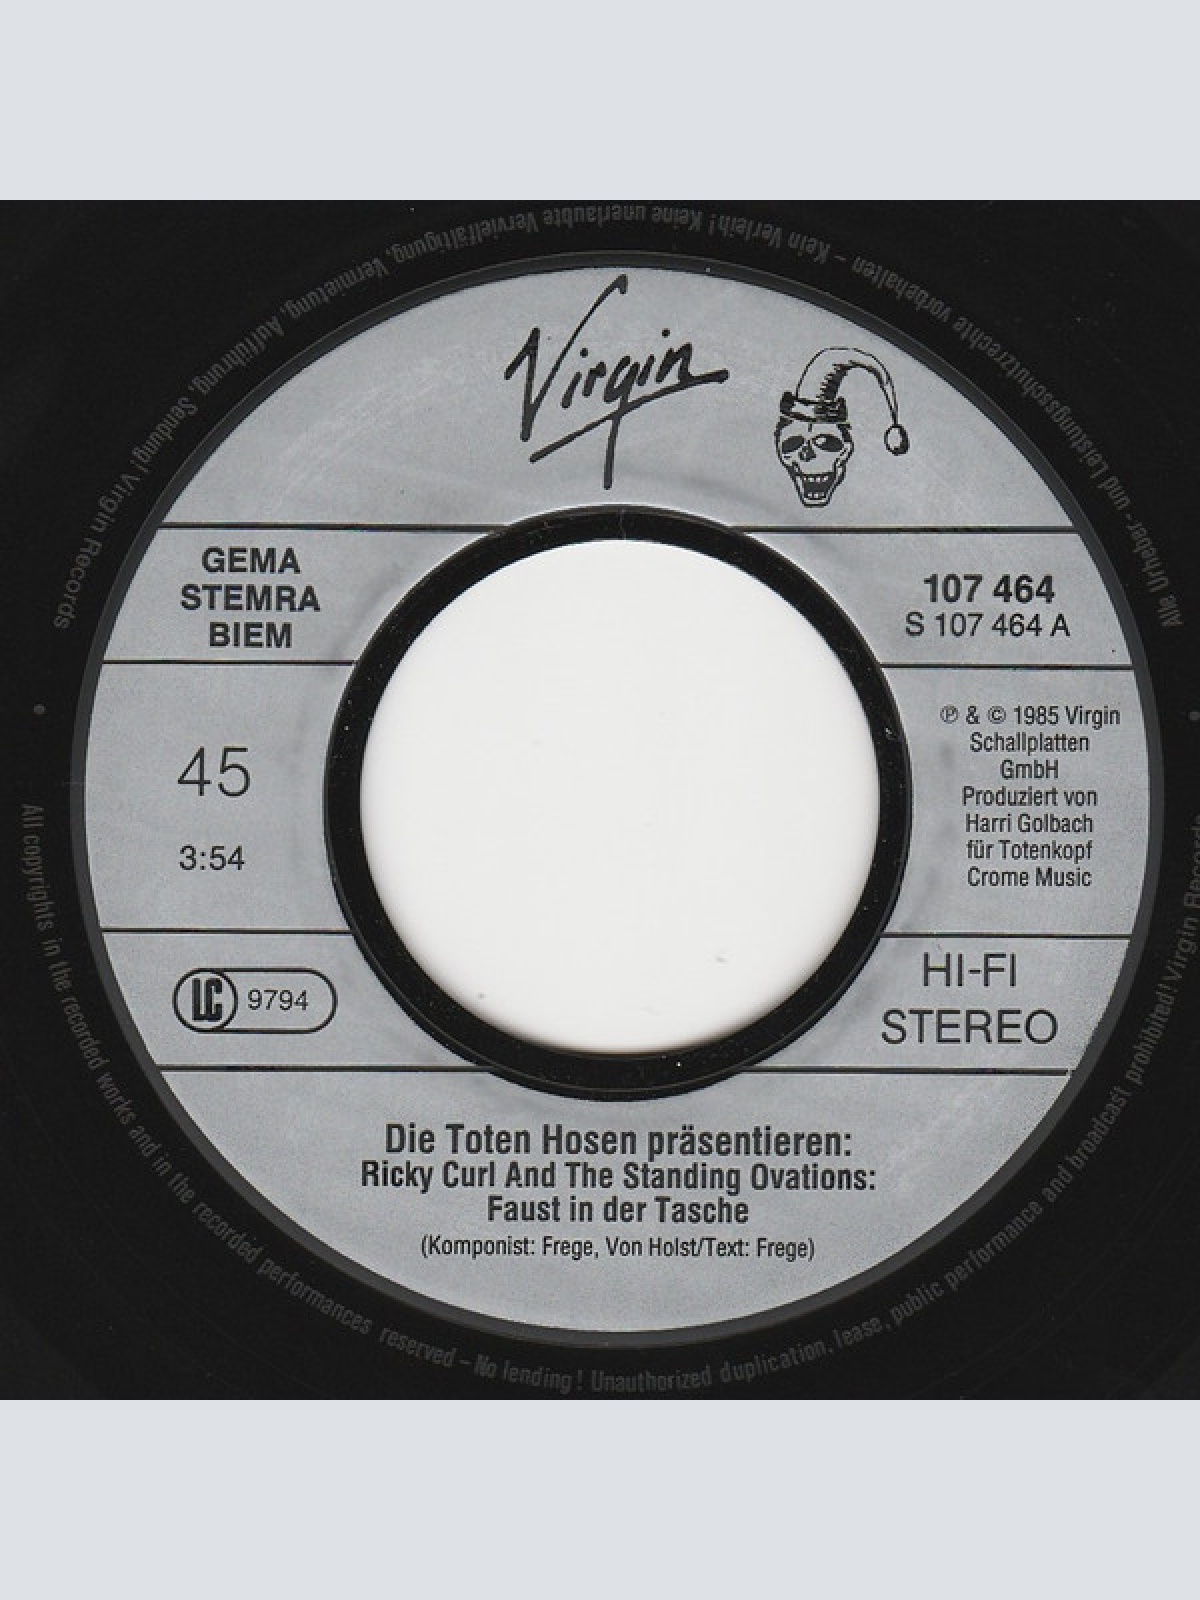 Virgin
GEMA
STEMRA
BIEM
107 464
S 107 464 A
45
3:54
℗ & © 1985 Virgin
Schallplatten
GmbH
Produziert von
Harri Golbach
für Totenkopf
Crome Music
LC 9794
HI-FI
STEREO
Die Toten Hosen präsentieren:
Ricky Curl And The Standing Ovations:
Faust in der Tasche
(Komponist: Frege, Von Holst/Text: Frege)
Alle Urheber- und Leistungsschutzrechte vorbehalten – Kein Verleih! Keine unerlaubte Vervielfältigung, Vermietung, Aufführung, Sendung! Virgin Records
All copyrights in the recorded works and in the recorded performances reserved – No lending! Unauthorized duplication, lease, public performance and broadcast prohibited! Virgin Records